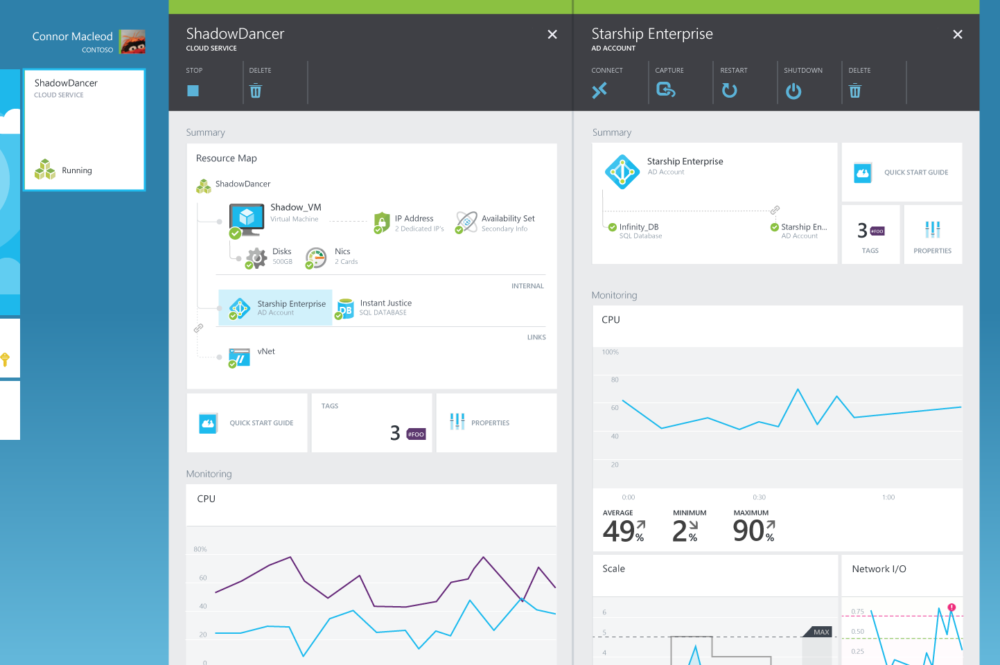 Connor Macleod
CONTOSO
ShadowDancer
CLOUD SERVICE
Running
ShadowDancer
CLOUD SERVICE
STOP
DELETE
Summary
Resource Map
ShadowDancer
Shadow_VM
Virtual Machine
IP Address
2 Dedicated IP's
Availability Set
Secondary Info
Disks
500GB
Nics
2 Cards
INTERNAL
Starship Enterprise
AD Account
DB
Instant Justice
SQL DATABASE
LINKS
vNet
QUICK START GUIDE
TAGS
3 #FOO
PROPERTIES
Monitoring
CPU
80%
60
40
20
0
Starship Enterprise
AD ACCOUNT
CONNECT
CAPTURE
RESTART
SHUTDOWN
DELETE
Summary
Starship Enterprise
AD Account
Infinity_DB
SQL Database
Starship En...
AD Account
QUICK START GUIDE
3 #FOO
TAGS
PROPERTIES
Monitoring
CPU
100%
80
60
40
20
0:00 0:30 1:00
AVERAGE
49%
MINIMUM
2%
MAXIMUM
90%
Scale
6
5
4
MAX
Network I/O
0.75
0.50
0.25